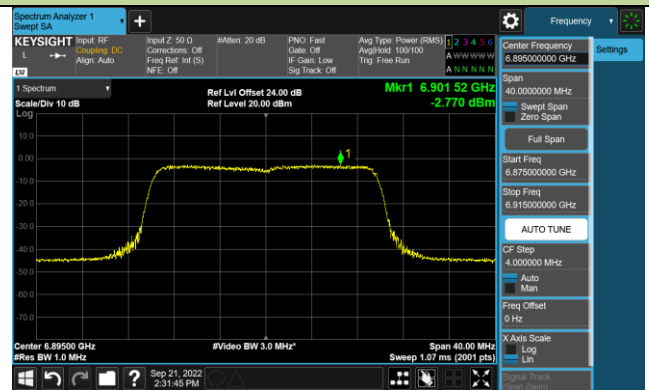 Spectrum Analyzer 1
Swept SA
+
Frequency
KEYSIGHT
Input: RF
Coupling: DC
Align: Auto
Input Z: 50 Ω
Corrections: Off
Freq Ref: Int (S)
NFE: Off
#Atten: 20 dB
PNO: Fast
Gate: Off
IF Gain: Low
Sig Track: Off
Avg Type: Power (RMS)
Avg|Hold: 100/100
Trig: Free Run
1 2 3 4 5 6
A W W W W W
A N N N N N
L
LXI
Center Frequency
6.895000000 GHz
Settings
Span
40.0000000 MHz
Swept Span
Zero Span
Full Span
Start Freq
6.875000000 GHz
Stop Freq
6.915000000 GHz
AUTO TUNE
CF Step
4.000000 MHz
Auto
Man
Freq Offset
0 Hz
X Axis Scale
Log
Lin
Signal Track
(Span Zoom)
1 Spectrum
Scale/Div 10 dB
Log
Ref Lvl Offset 24.00 dB
Ref Level 20.00 dBm
Mkr1 6.901 52 GHz
-2.770 dBm
10.0
0.00
-10.0
-20.0
-30.0
-40.0
-50.0
-60.0
-70.0
1
Center 6.89500 GHz
#Res BW 1.0 MHz
#Video BW 3.0 MHz*
Span 40.00 MHz
Sweep 1.07 ms (2001 pts)
?
Sep 21, 2022
2:31:45 PM